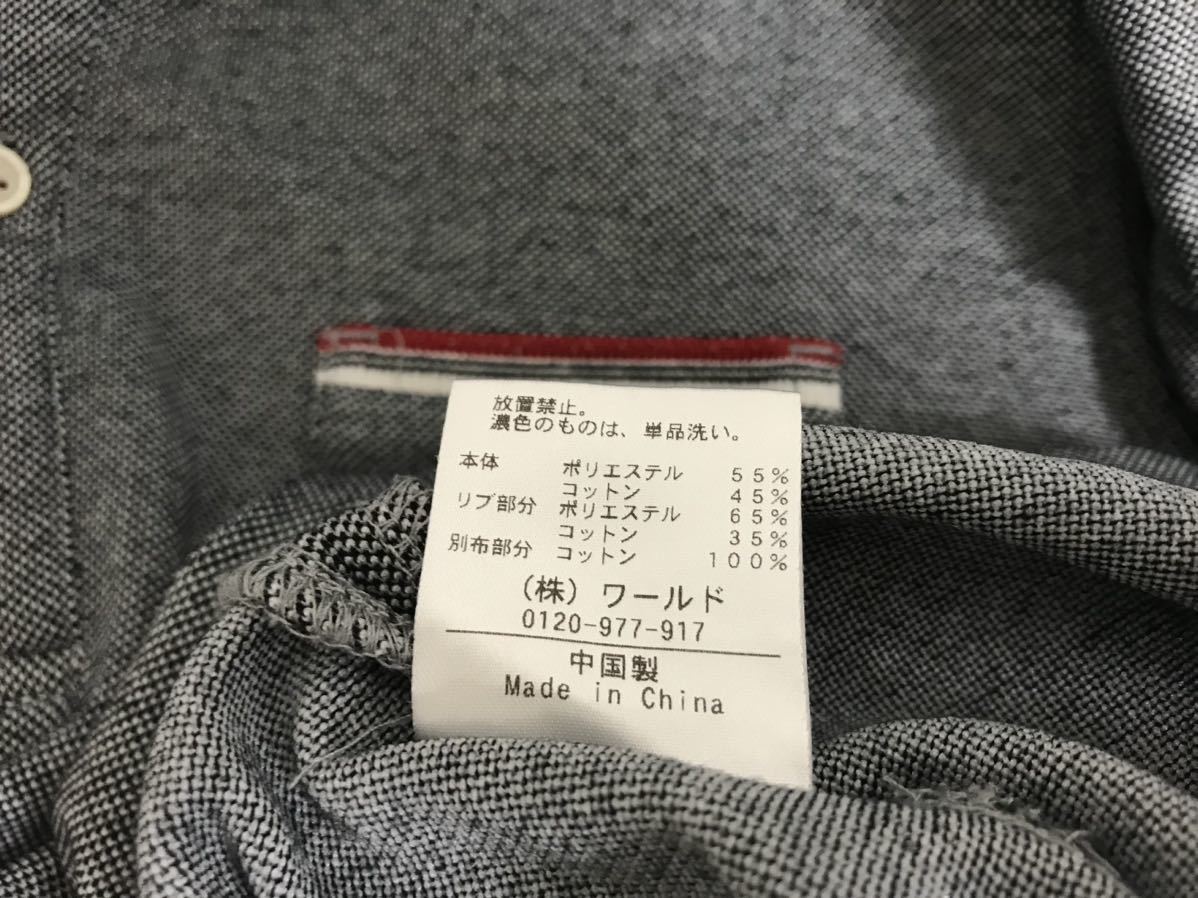 放置禁止。
濃色のものは、単品洗い。
本体 ポリエステル 55%
コットン 45%
リブ部分 ポリエステル 65%
コットン 35%
別布部分 コットン 100%
(株)ワールド
0120-977-917
中国製
Made in China